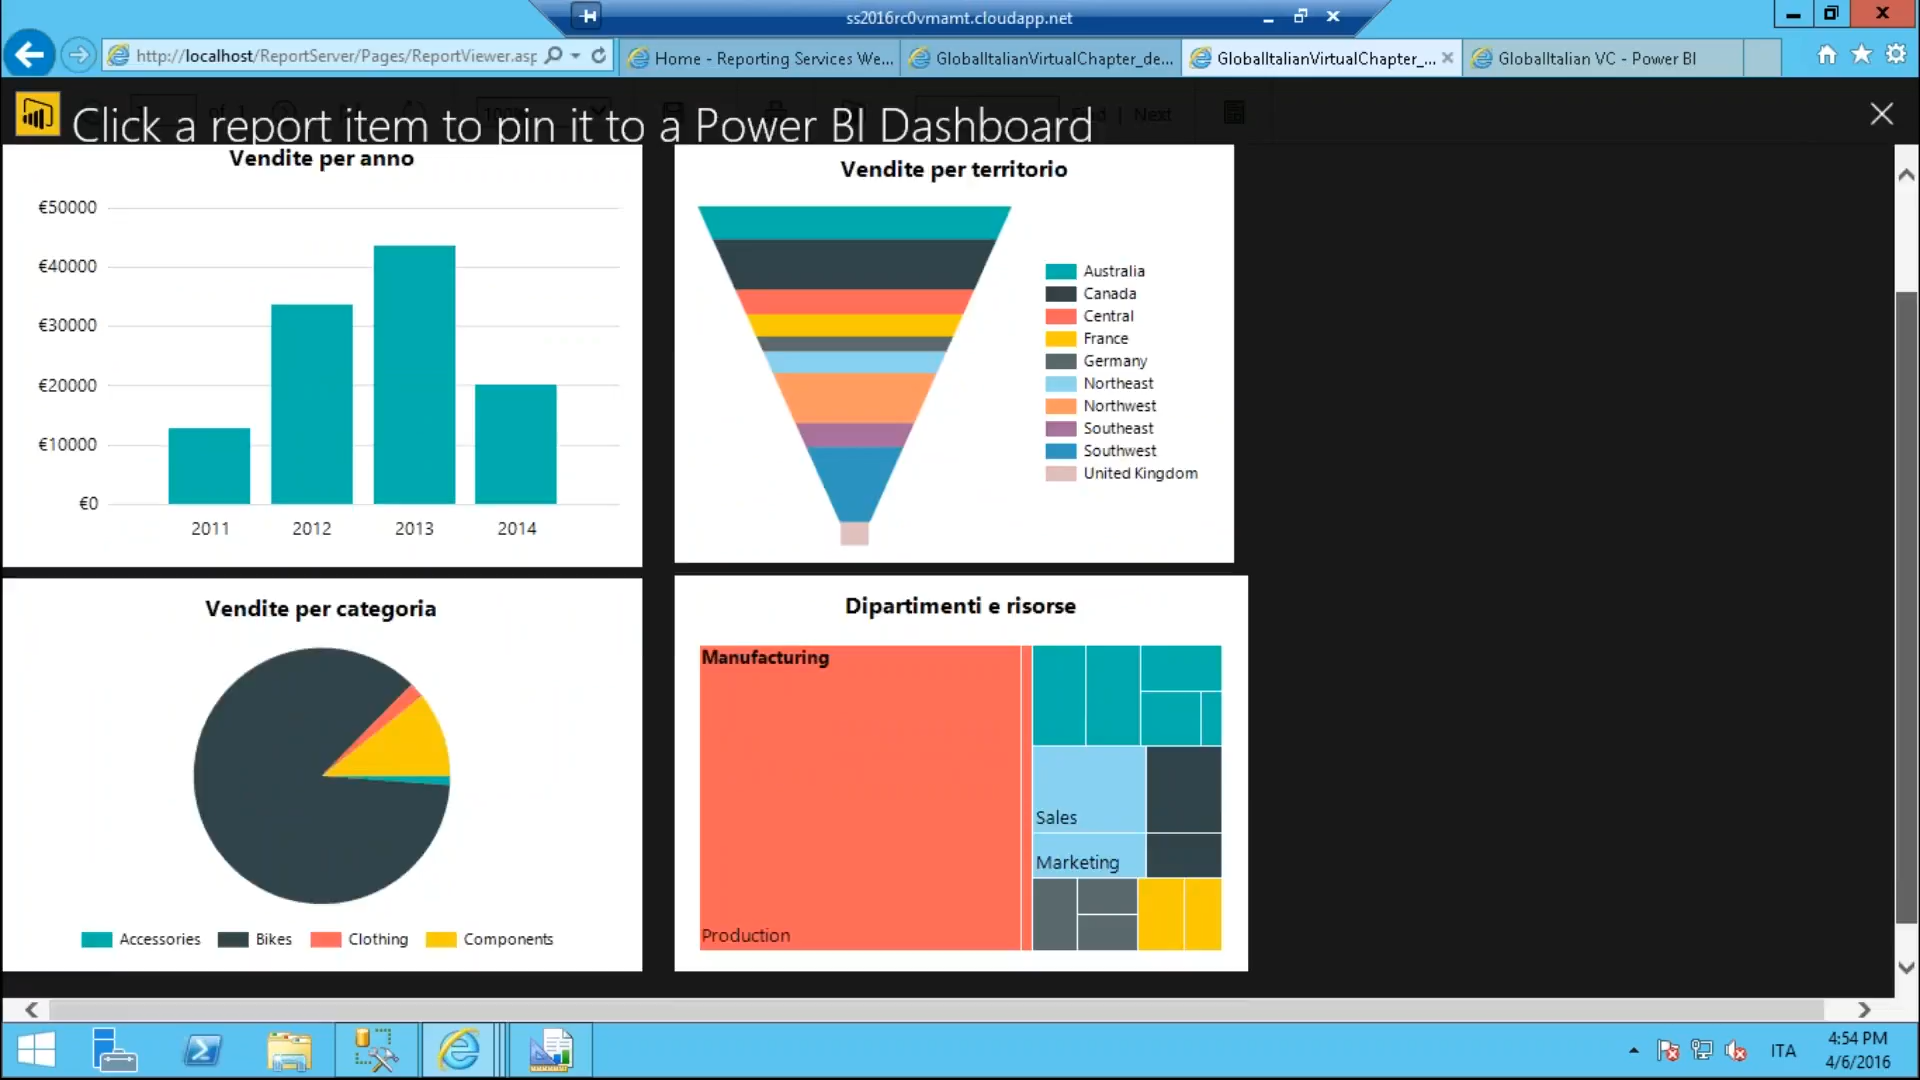 ss2016rc0vmamt.cloudapp.net
http://localhost/ReportServer/Pages/ReportViewer.asp
Home - Reporting Services We...
GlobalItalianVirtualChapter_de...
GlobalItalianVirtualChapter_...
GlobalItalian VC - Power BI
Click a report item to pin it to a Power BI Dashboard
100%
Next
Vendite per anno
€50000
€40000
€30000
€20000
€10000
€0
2011 2012 2013 2014
Vendite per territorio
Australia
Canada
Central
France
Germany
Northeast
Northwest
Southeast
Southwest
United Kingdom
Vendite per categoria
Accessories Bikes Clothing Components
Dipartimenti e risorse
Manufacturing
Production
Sales
Marketing
ITA
4:54 PM
4/6/2016